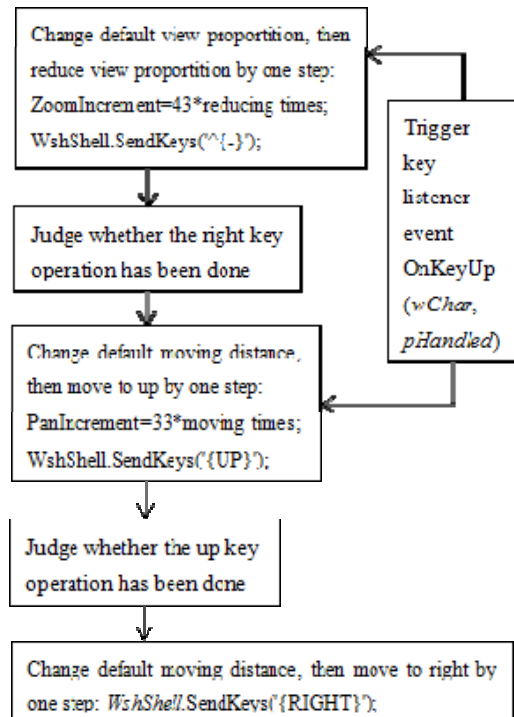 Change default view proportition, then
reduce view proportition by one step:
ZoomIncrement=43*reducing times;
WshShell.SendKeys("^{-}");
Judge whether the right key
operation has been done
Change default moving distance,
then move to up by one step:
PanIncrement=33*moving times;
WshShell.SendKeys("{UP}");
Judge whether the up key
operation has been done
Change default moving distance, then move to right by
one step: WshShell.SendKeys("{RIGHT}");
Trigger
key
listener
event
OnKeyUp
(wChar,
pHandled)